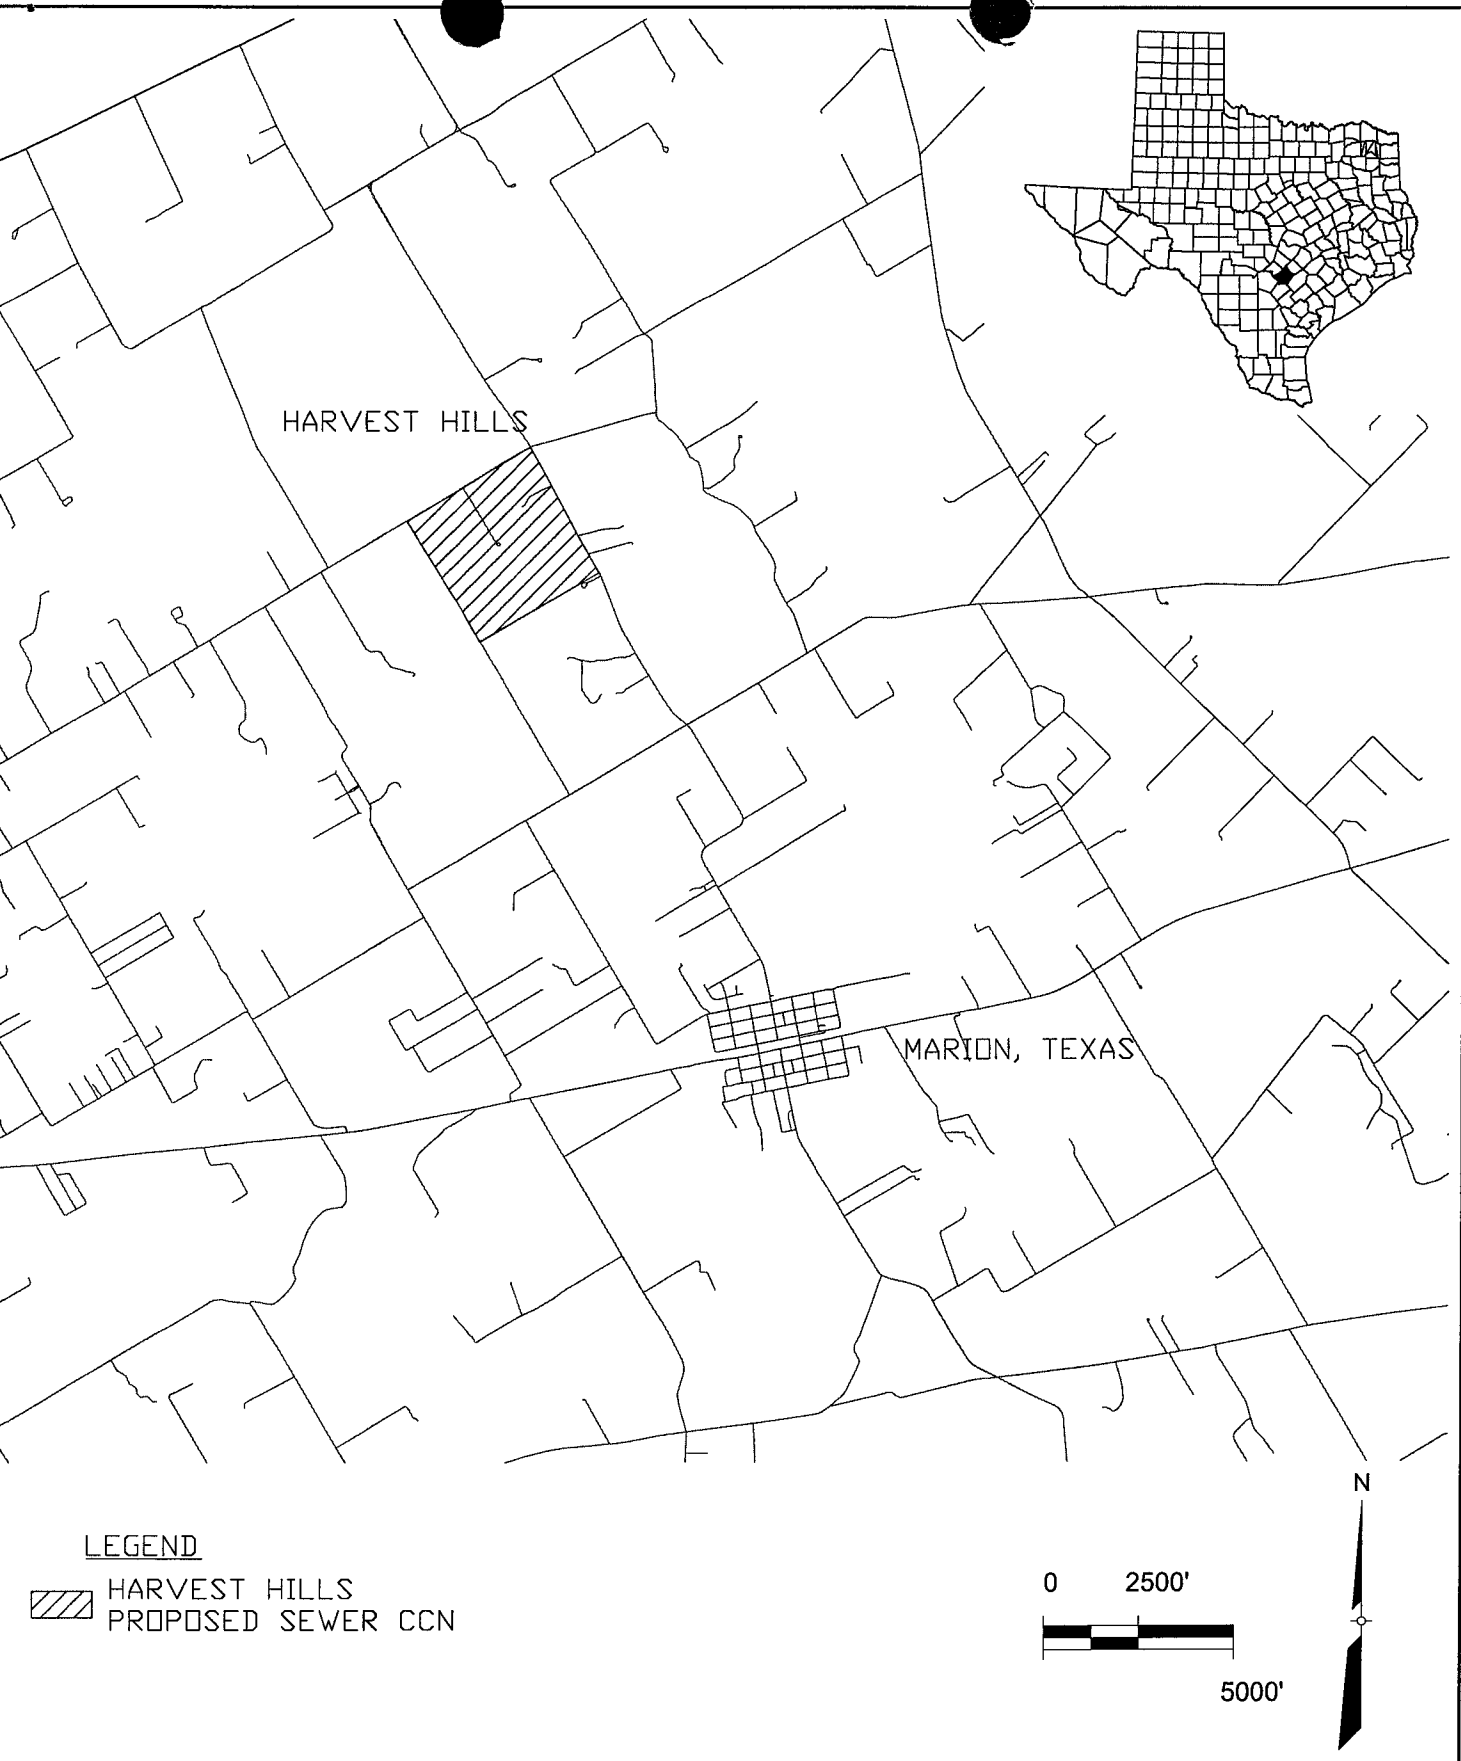 HARVEST HILLS
MARION, TEXAS
N
LEGEND
HARVEST HILLS
PROPOSED SEWER CCN
0 2500'
5000'